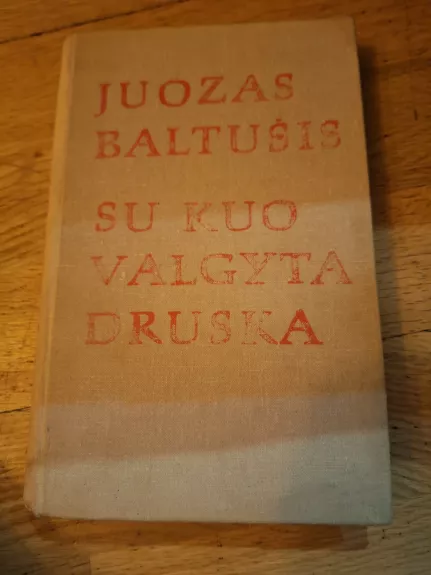 JUOZAS
BALTUŠIS
SU KUO
VALGYTA
DRUSKA